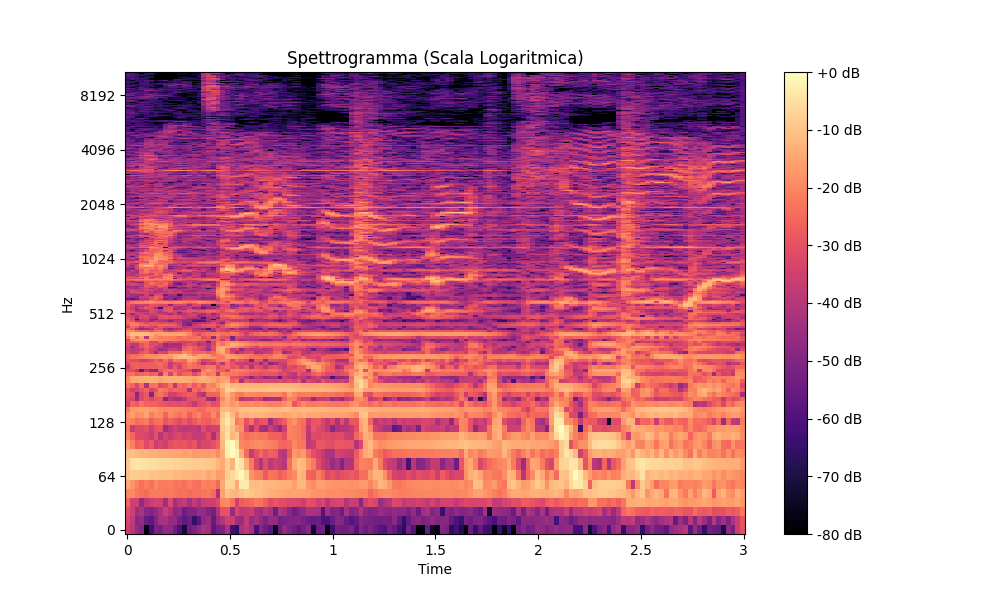 Spettrogramma (Scala Logaritmica)
Hz
8192
4096
2048
1024
512
256
128
64
0
0 0.5 1 1.5 2 2.5 3
Time
+0 dB
-10 dB
-20 dB
-30 dB
-40 dB
-50 dB
-60 dB
-70 dB
-80 dB